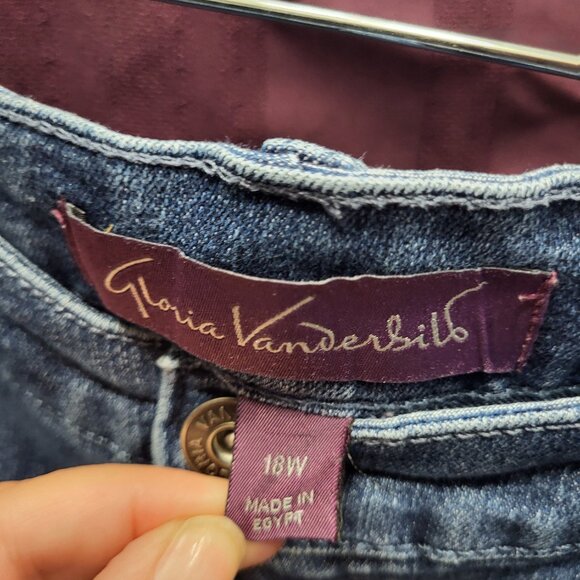 Gloria Vanderbilt
18W
MADE IN
EGYPT